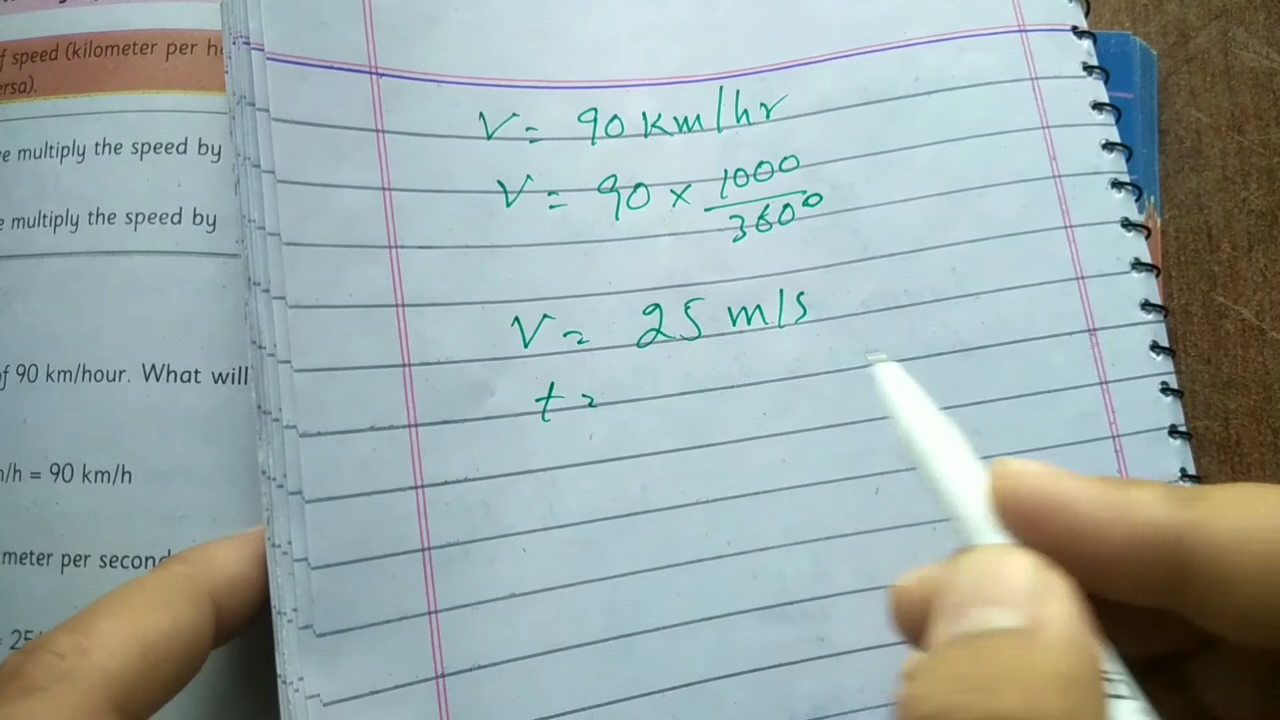 f speed (kilometer per h
ersa).
e multiply the speed by
e multiply the speed by
f 90 km/hour. What will
/h = 90 km/h
meter per second
= 25
V = 90 km/hr
V = 90 × 1000/3600
V = 25 m/s
t =